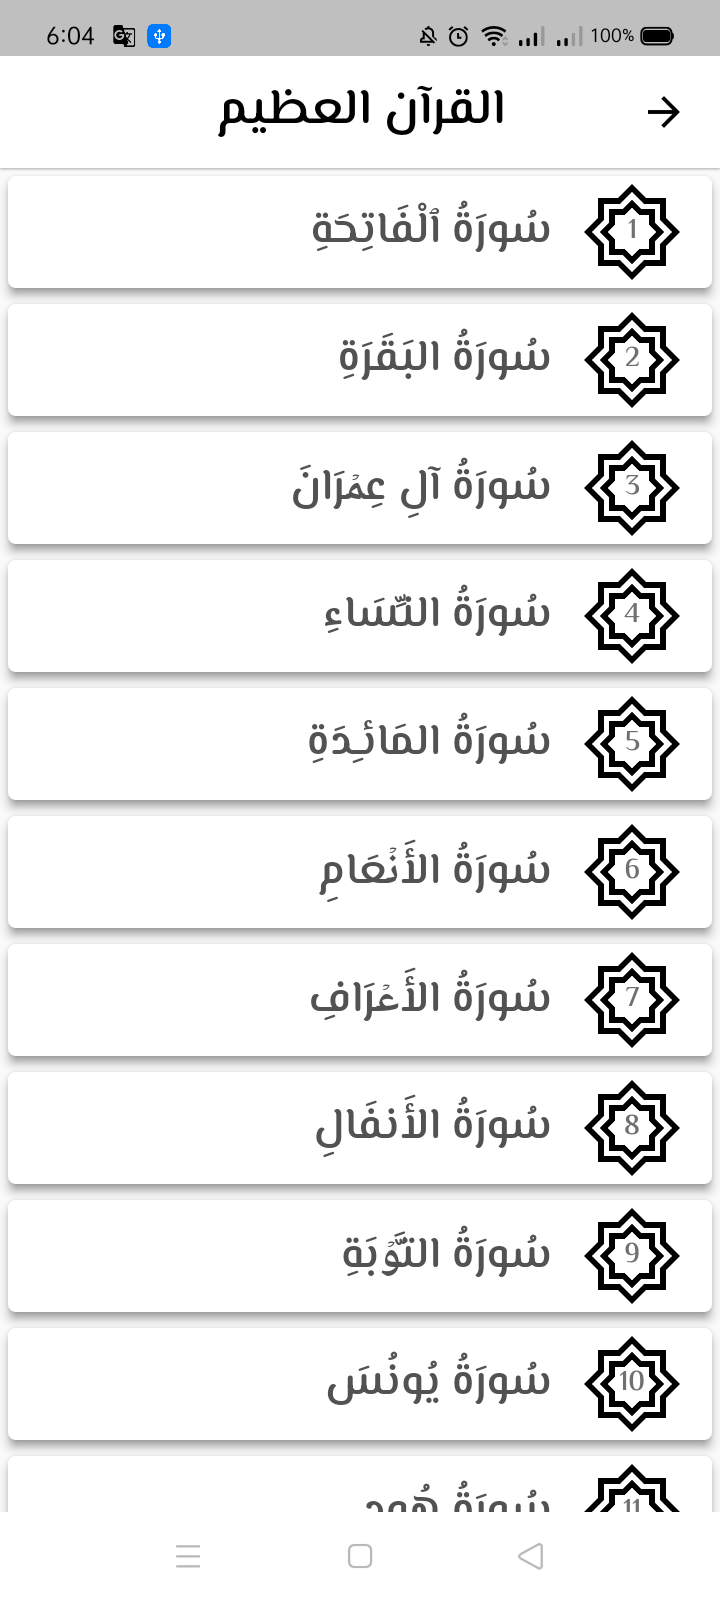 6:04 100%
القرآن العظيم
1 سُورَةُ ٱلْفَاتِحَةِ
2 سُورَةُ البَقَرَةِ
3 سُورَةُ آلِ عِمۡرَانَ
4 سُورَةُ النِّسَاءِ
5 سُورَةُ المَائـِدَةِ
6 سُورَةُ الأَنۡعَامِ
7 سُورَةُ الأَعۡرَافِ
8 سُورَةُ الأَنفَالِ
9 سُورَةُ التَّوۡبَةِ
10 سُورَةُ يُونُسَ
11 سُورَةُ هُودٍ